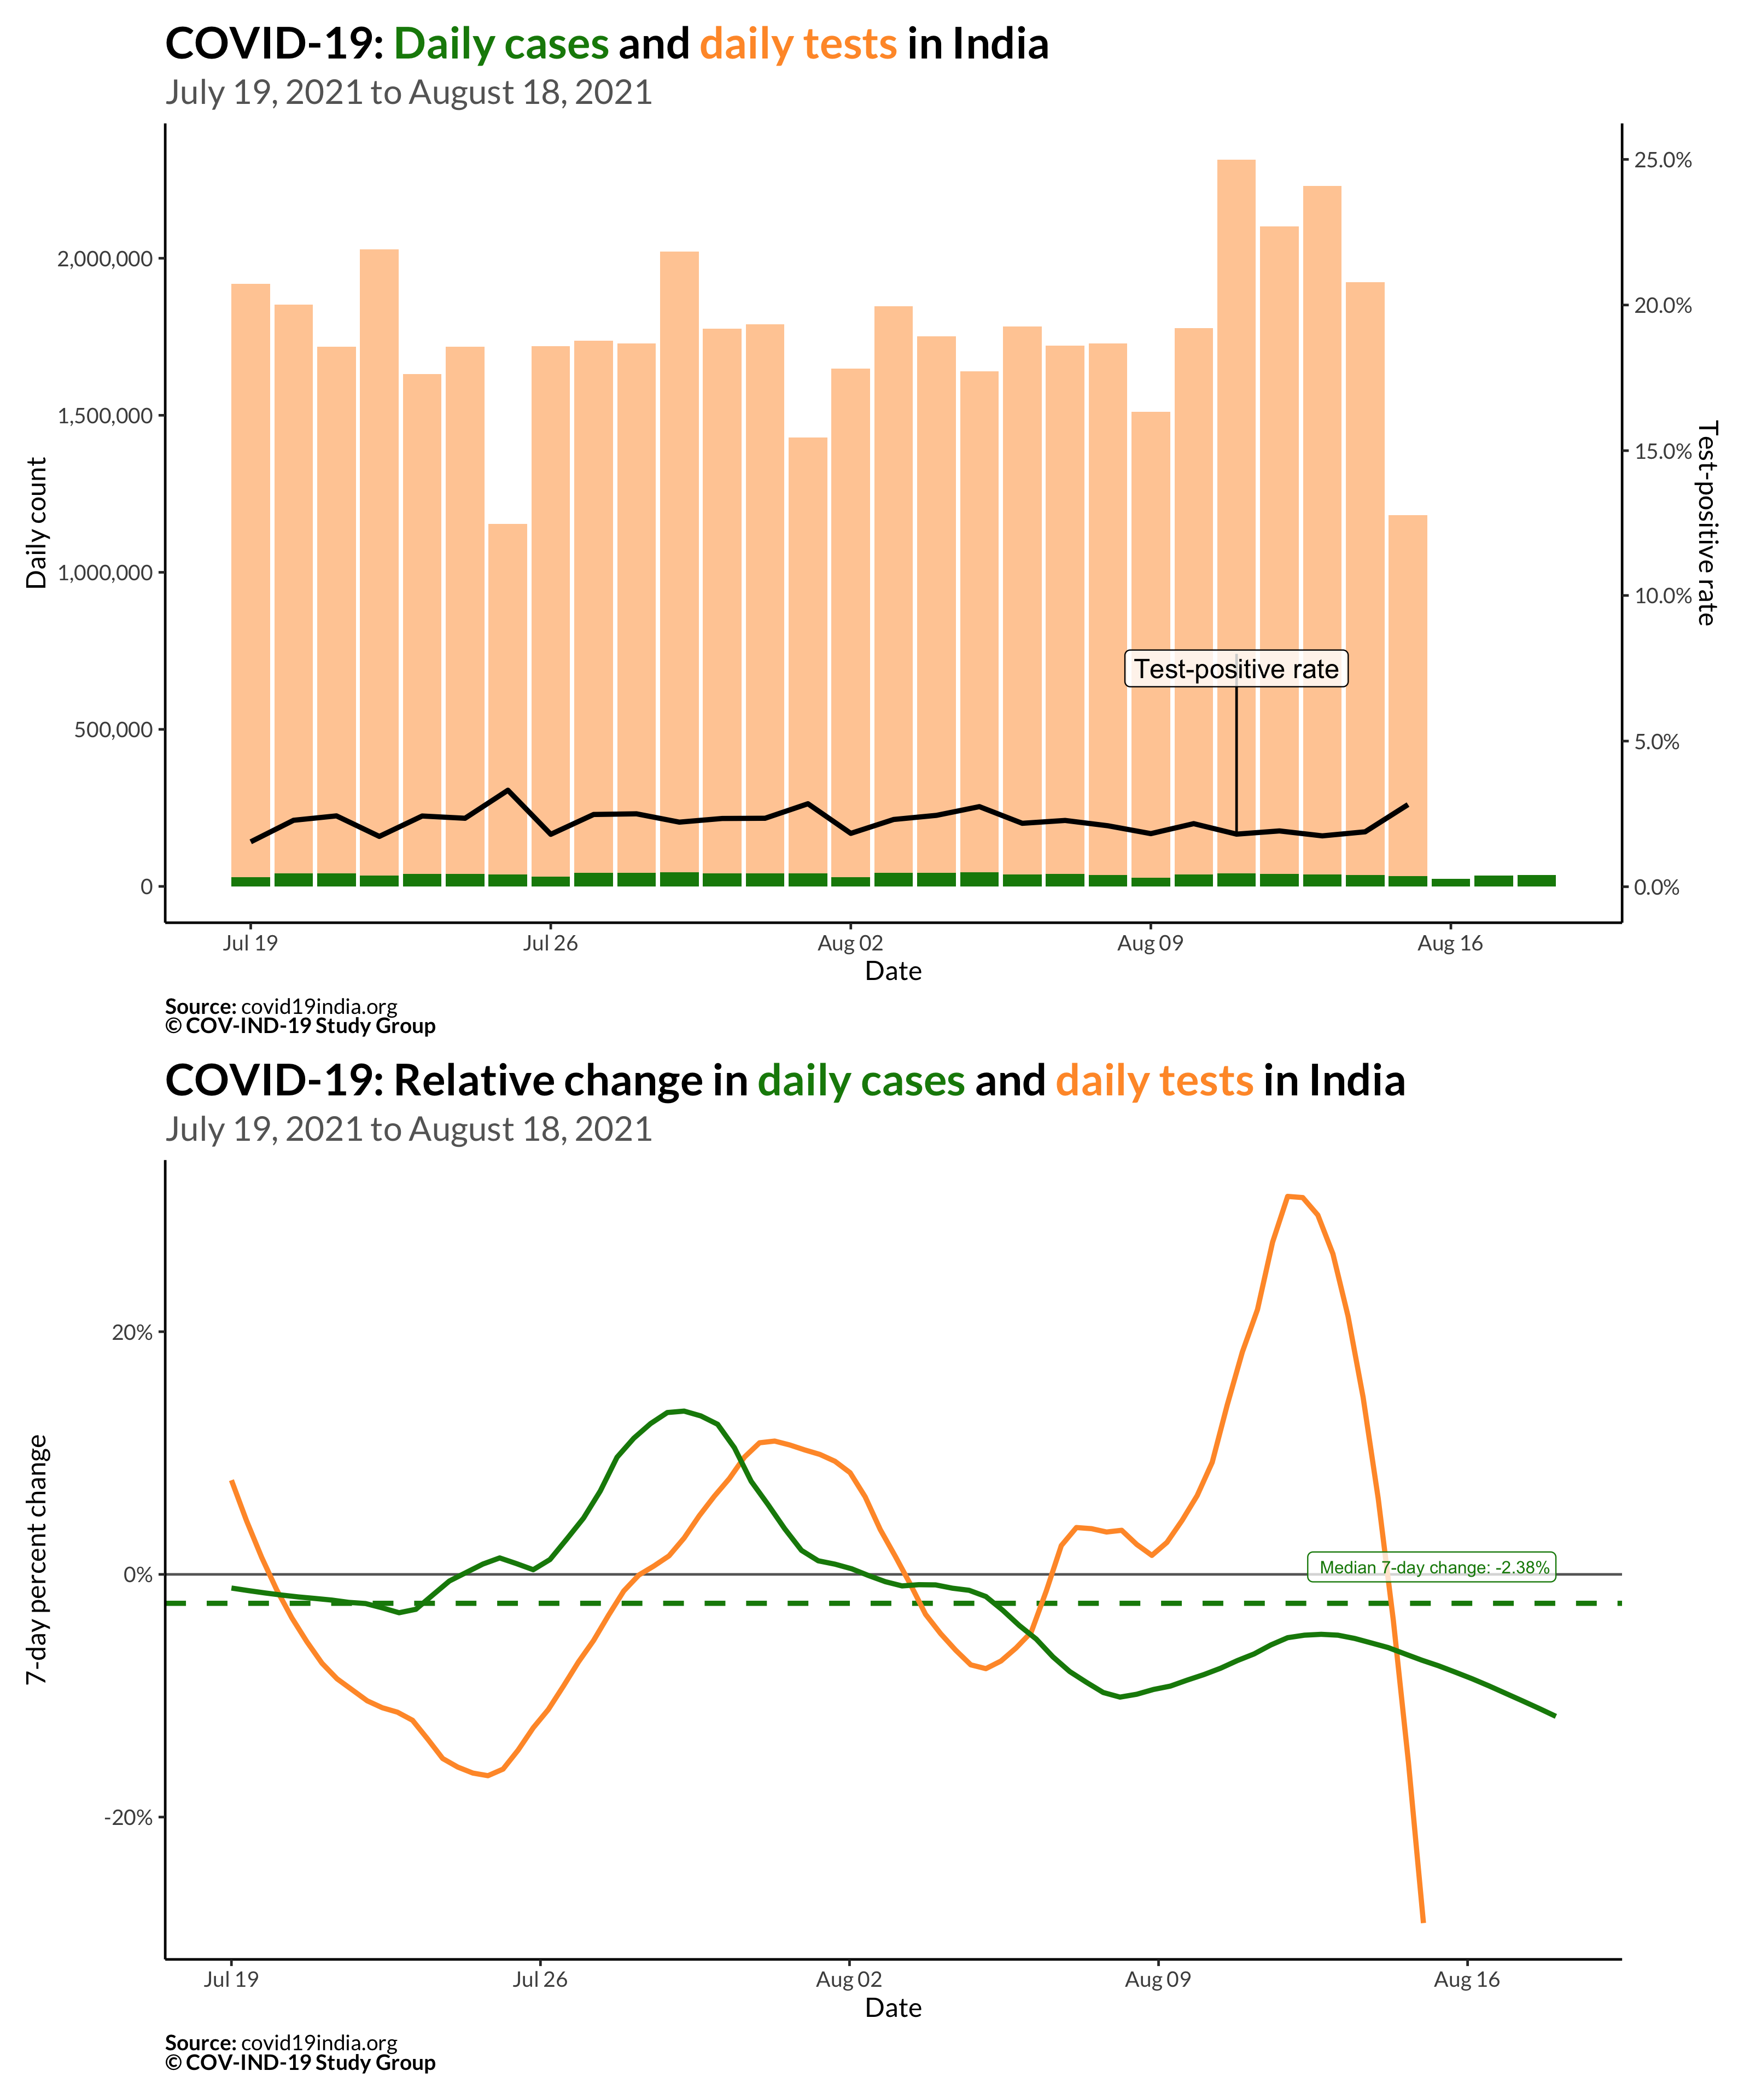 COVID-19: Daily cases and daily tests in India
July 19, 2021 to August 18, 2021
Daily count
2,000,000
1,500,000
1,000,000
500,000
0
25.0%
20.0%
15.0%
10.0%
5.0%
0.0%
Test-positive rate
Test-positive rate
Jul 19
Jul 26
Aug 02
Aug 09
Aug 16
Date
Source: covid19india.org
© COV-IND-19 Study Group
COVID-19: Relative change in daily cases and daily tests in India
July 19, 2021 to August 18, 2021
7-day percent change
20%
0%
-20%
Median 7-day change: -2.38%
Jul 19
Jul 26
Aug 02
Aug 09
Aug 16
Date
Source: covid19india.org
© COV-IND-19 Study Group